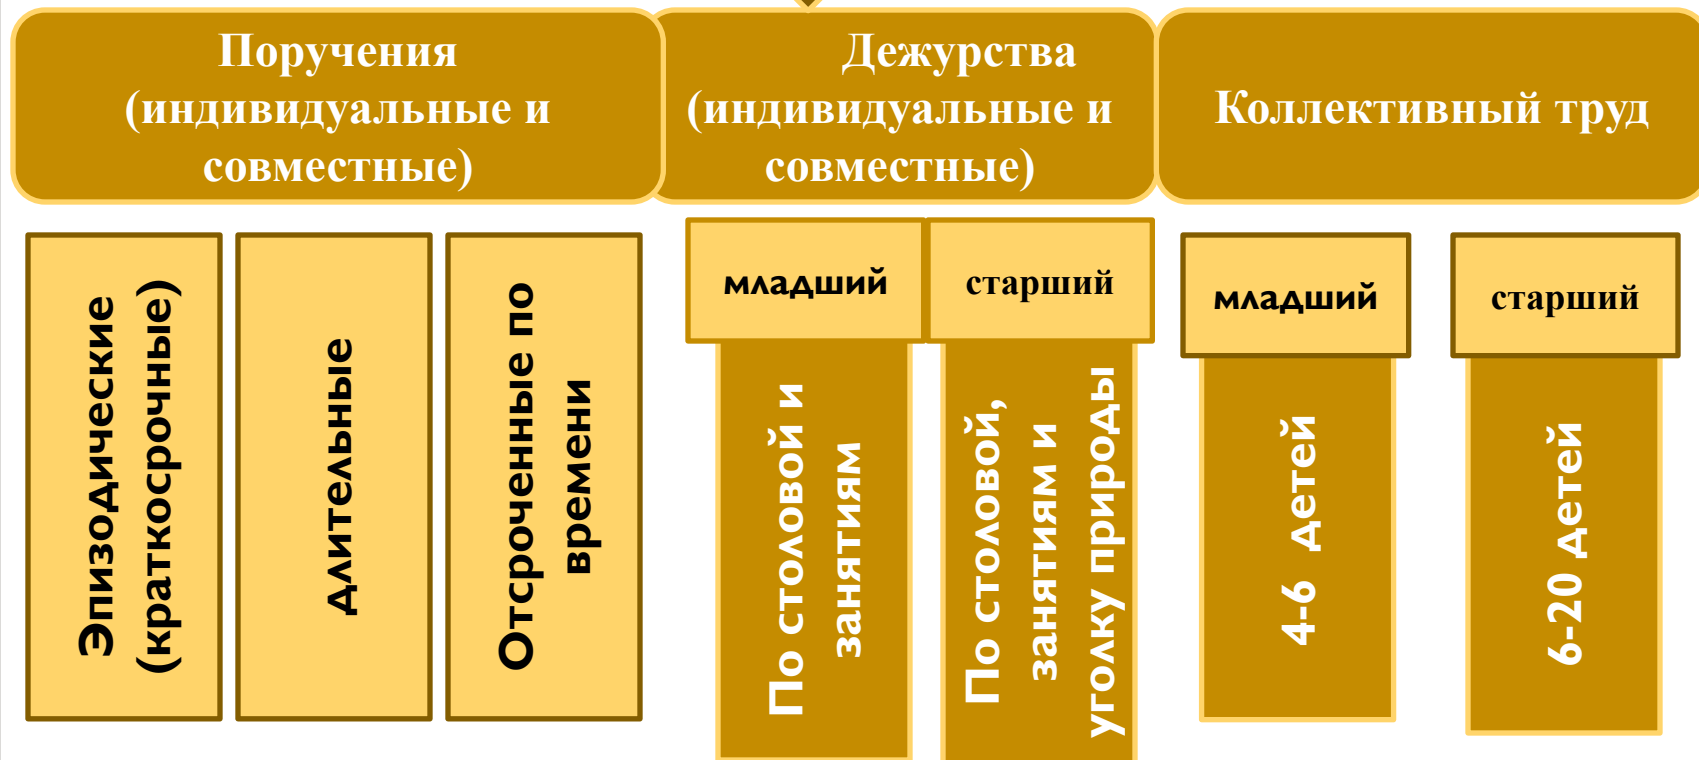 Поручения
(индивидуальные и
совместные)
Дежурства
(индивидуальные и
совместные)
Коллективный труд
Эпизодические
(краткосрочные)
длительные
Отсроченные по
времени
младший
По столовой и
занятиям
старший
По столовой,
занятиям и
уголку природы
младший
4-6 детей
старший
6-20 детей